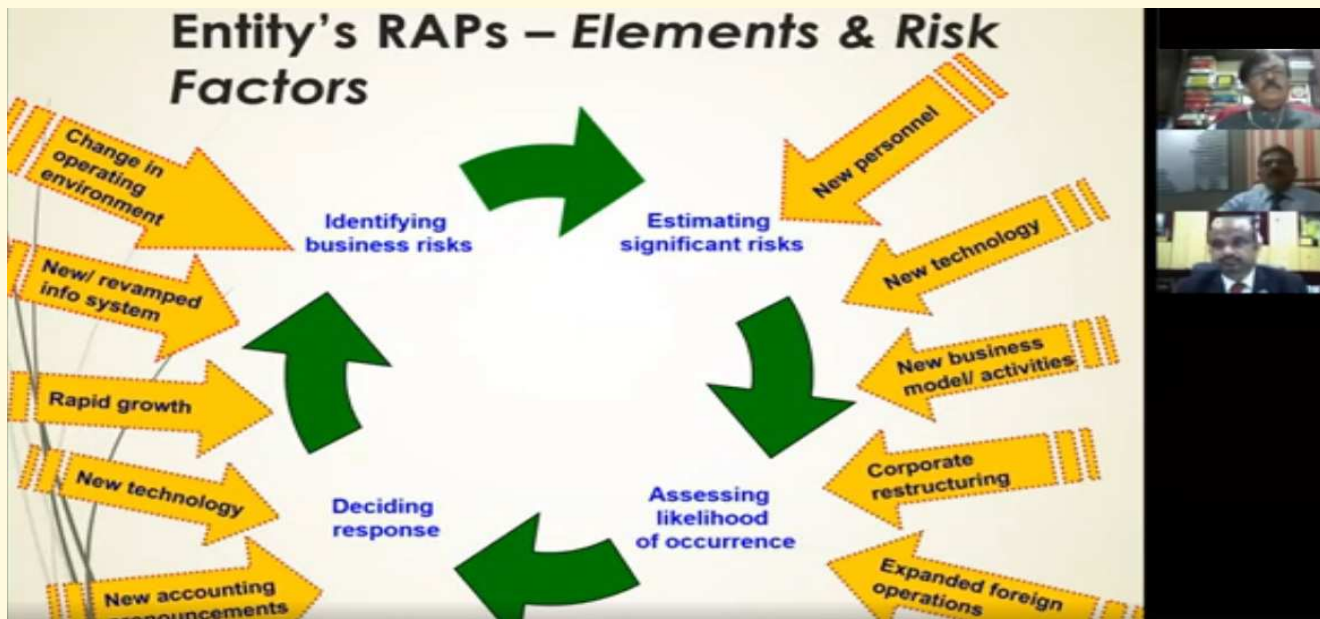 Entity's RAPs – Elements & Risk
Factors
Change in
operating
environment
New/ revamped
info system
Rapid growth
New technology
New accounting
pronouncements
Identifying
business risks
Estimating
significant risks
Assessing
likelihood
of occurrence
Deciding
response
New personnel
New technology
New business
model/ activities
Corporate
restructuring
Expanded foreign
operations